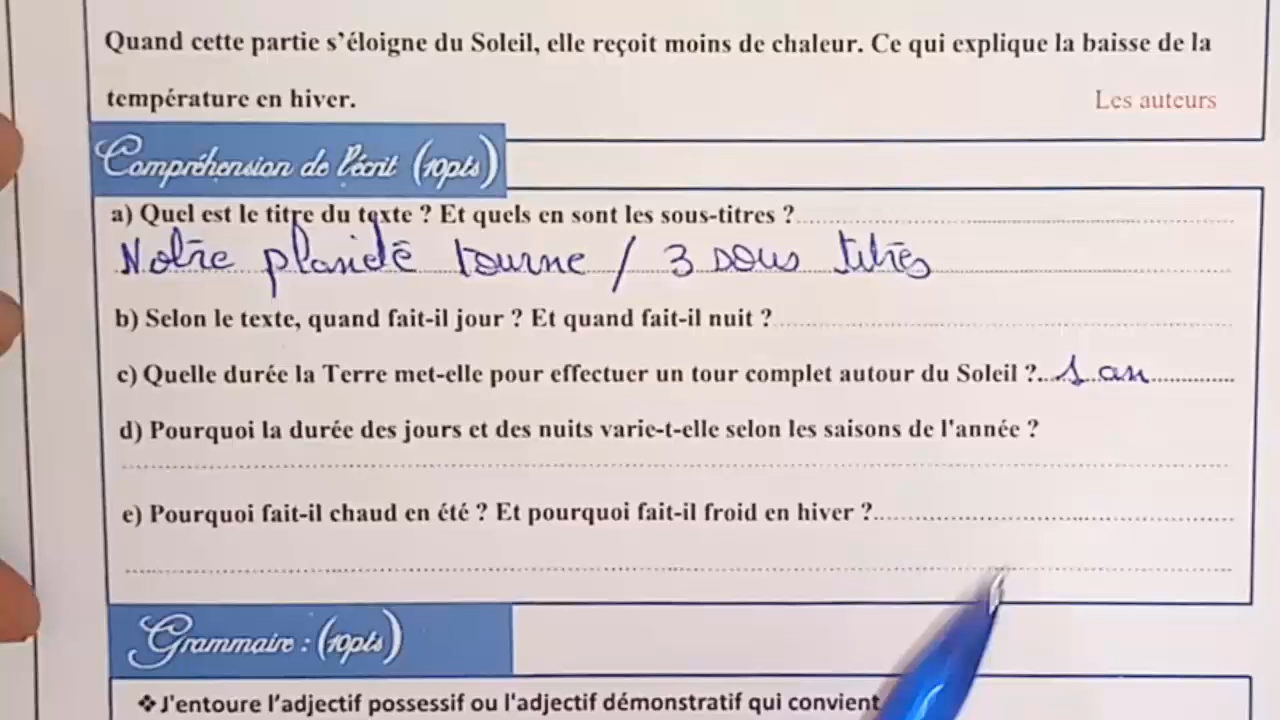 Quand cette partie s'éloigne du Soleil, elle reçoit moins de chaleur. Ce qui explique la baisse de la
température en hiver.
Les auteurs
Compréhension de l'écrit (10pts)
a) Quel est le titre du texte ? Et quels en sont les sous-titres ?
Notre planète tourne / 3 sous titres
b) Selon le texte, quand fait-il jour ? Et quand fait-il nuit ?
c) Quelle durée la Terre met-elle pour effectuer un tour complet autour du Soleil ? 1 an
d) Pourquoi la durée des jours et des nuits varie-t-elle selon les saisons de l'année ?
e) Pourquoi fait-il chaud en été ? Et pourquoi fait-il froid en hiver ?
Grammaire : (10pts)
❖ J'entoure l'adjectif possessif ou l'adjectif démonstratif qui convient